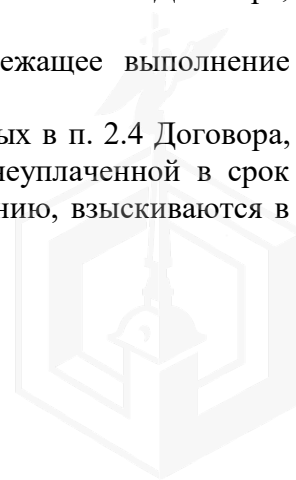 ежащее выполнение
ых в п. 2.4 Договора,
неуплаченной в срок
нию, взыскиваются в